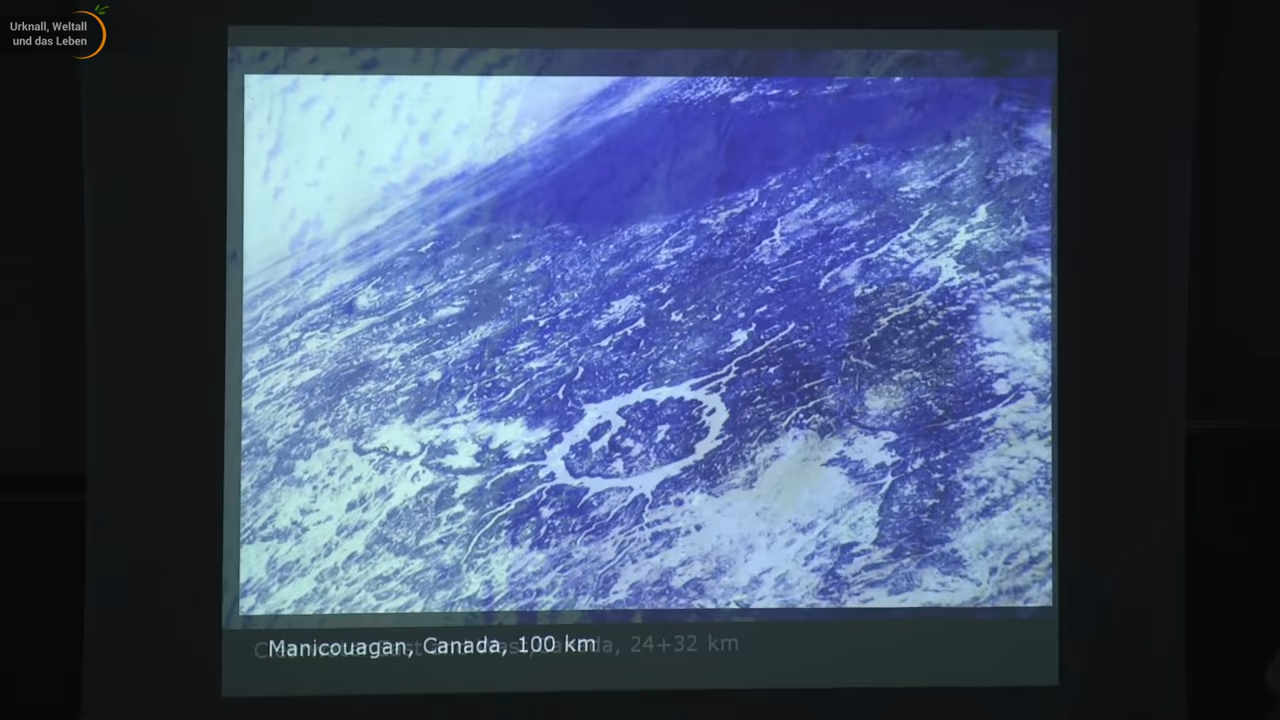 Urknall, Weltall
und das Leben
Manicouagan, Canada, 100 km
24+32 km